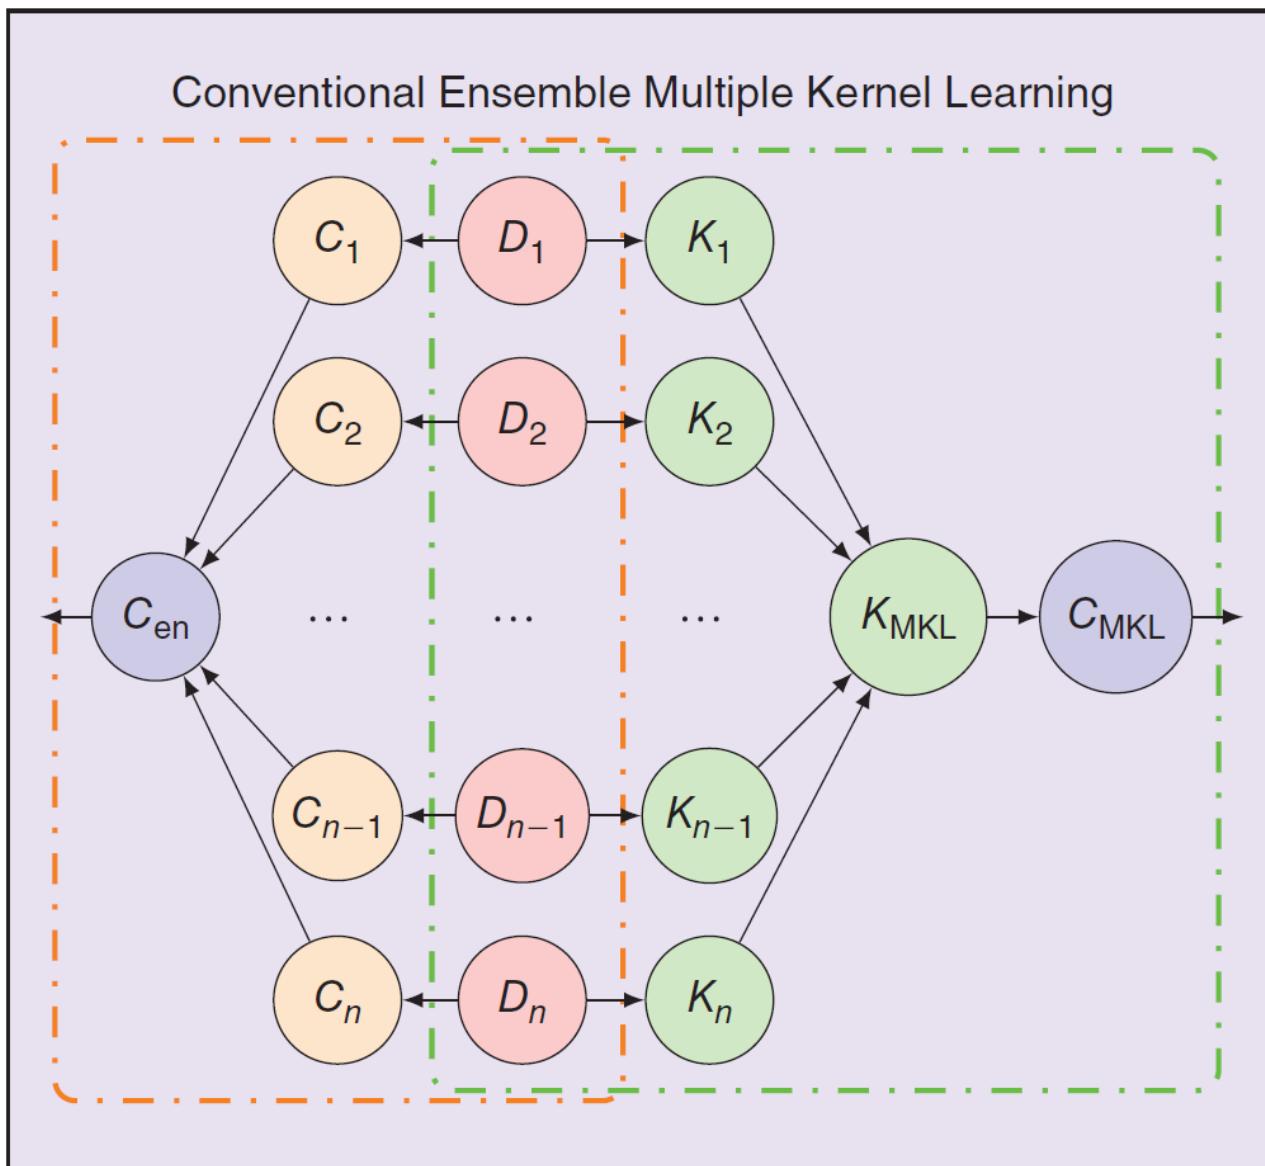 Conventional Ensemble Multiple Kernel Learning
C1 D1 K1
C2 D2 K2
Cen ... ... ... KMKL CMKL
Cn−1 Dn−1 Kn−1
Cn Dn Kn